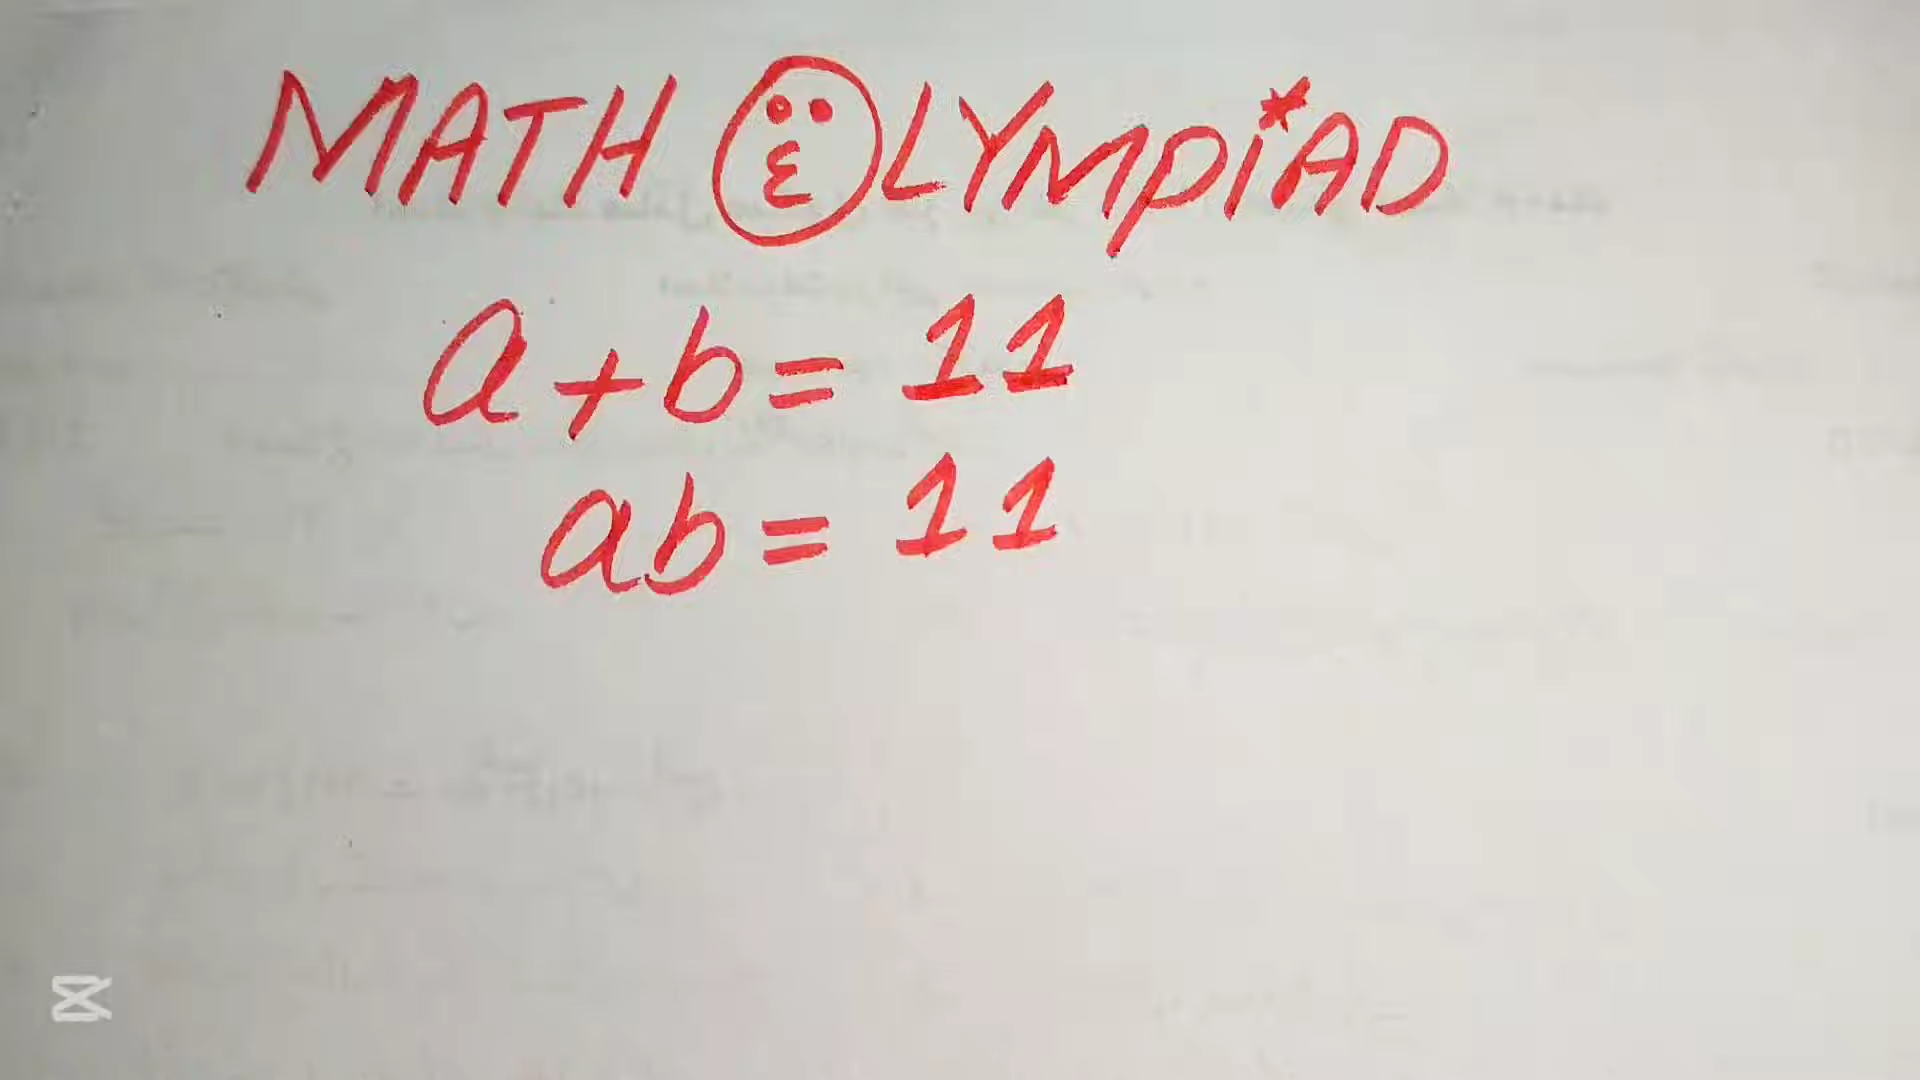 MATH OLYMPiAD
a+b= 11
ab= 11